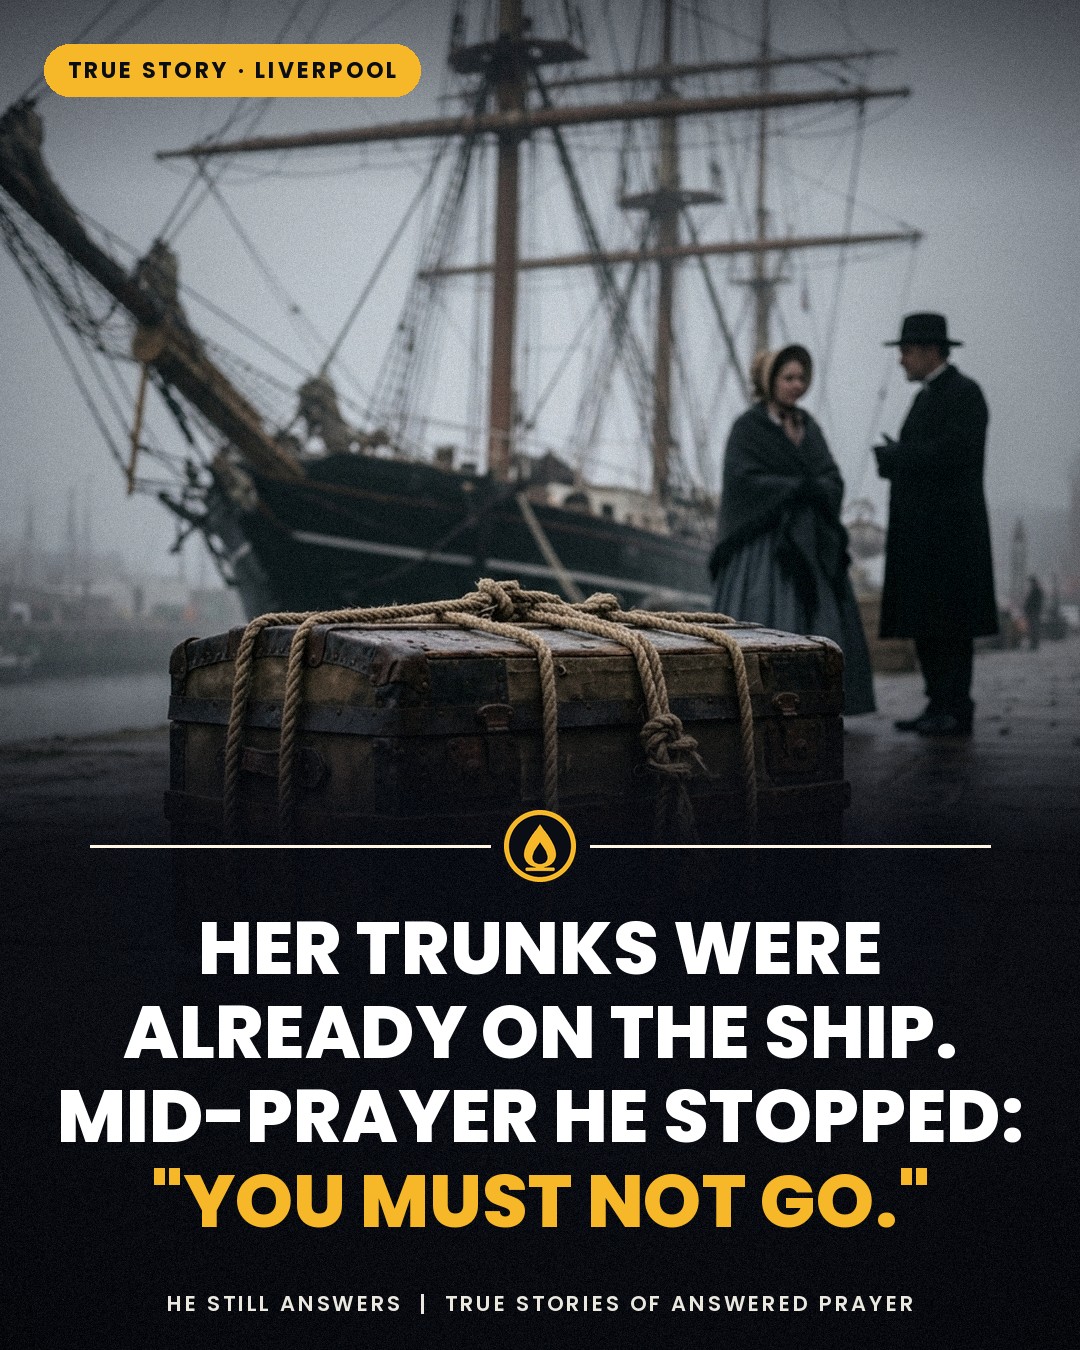 TRUE STORY · LIVERPOOL
HER TRUNKS WERE
ALREADY ON THE SHIP.
MID-PRAYER HE STOPPED:
"YOU MUST NOT GO."
HE STILL ANSWERS | TRUE STORIES OF ANSWERED PRAYER